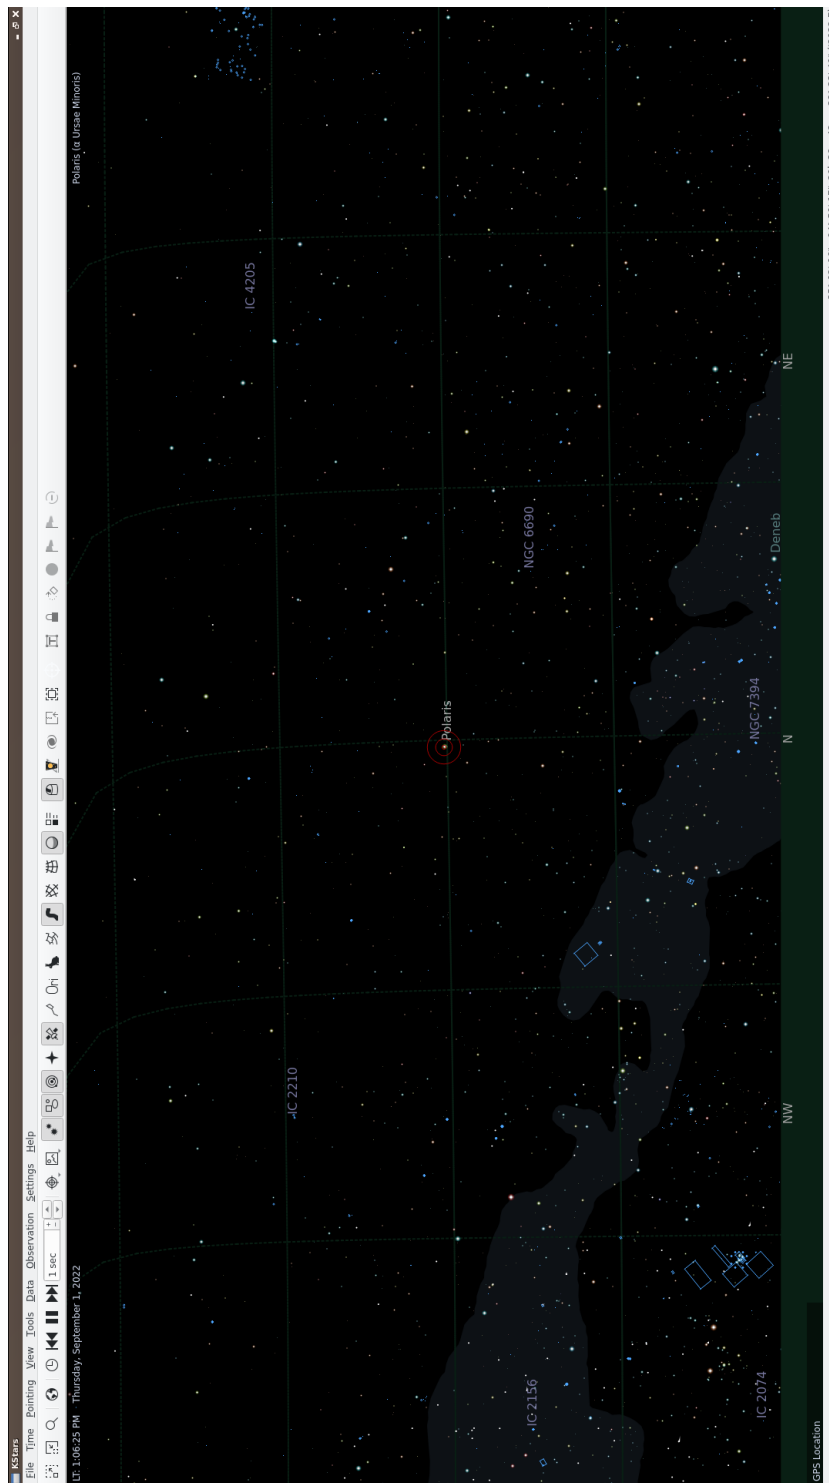 KStars
File Time Pointing View Tools Data Observation Settings Help
1 sec
Ori
LT: 1:06:25 PM Thursday, September 1, 2022
Polaris (α Ursae Minoris)
IC 4205
IC 2210
Polaris
NGC 6690
IC 2156
NGC 7394
Deneb
IC 2074
NW
N
NE
GPS Location